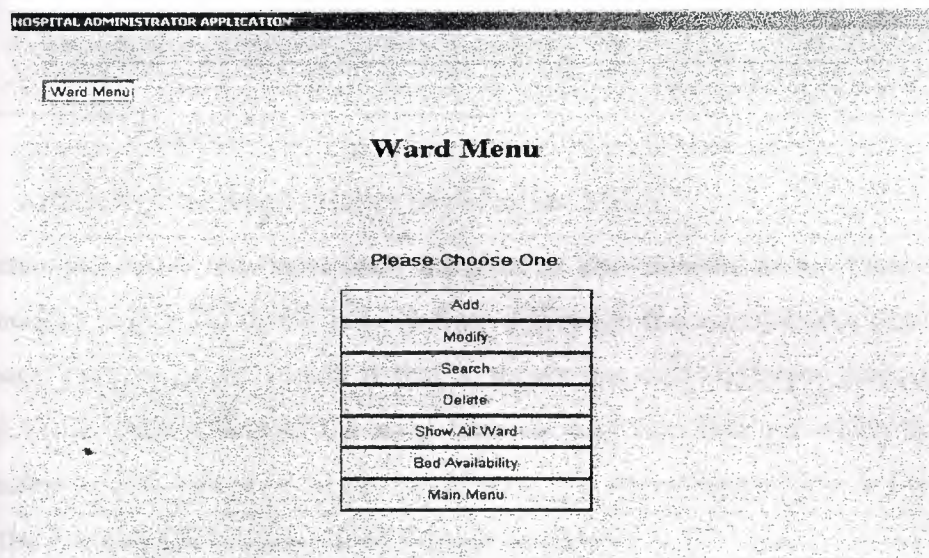 HOSPITAL ADMINISTRATOR APPLICATION
Ward Menu
Ward Menu
Please Choose One
Add
Modify
Search
Delete
Show All Ward
Bed Availability
Main Menu